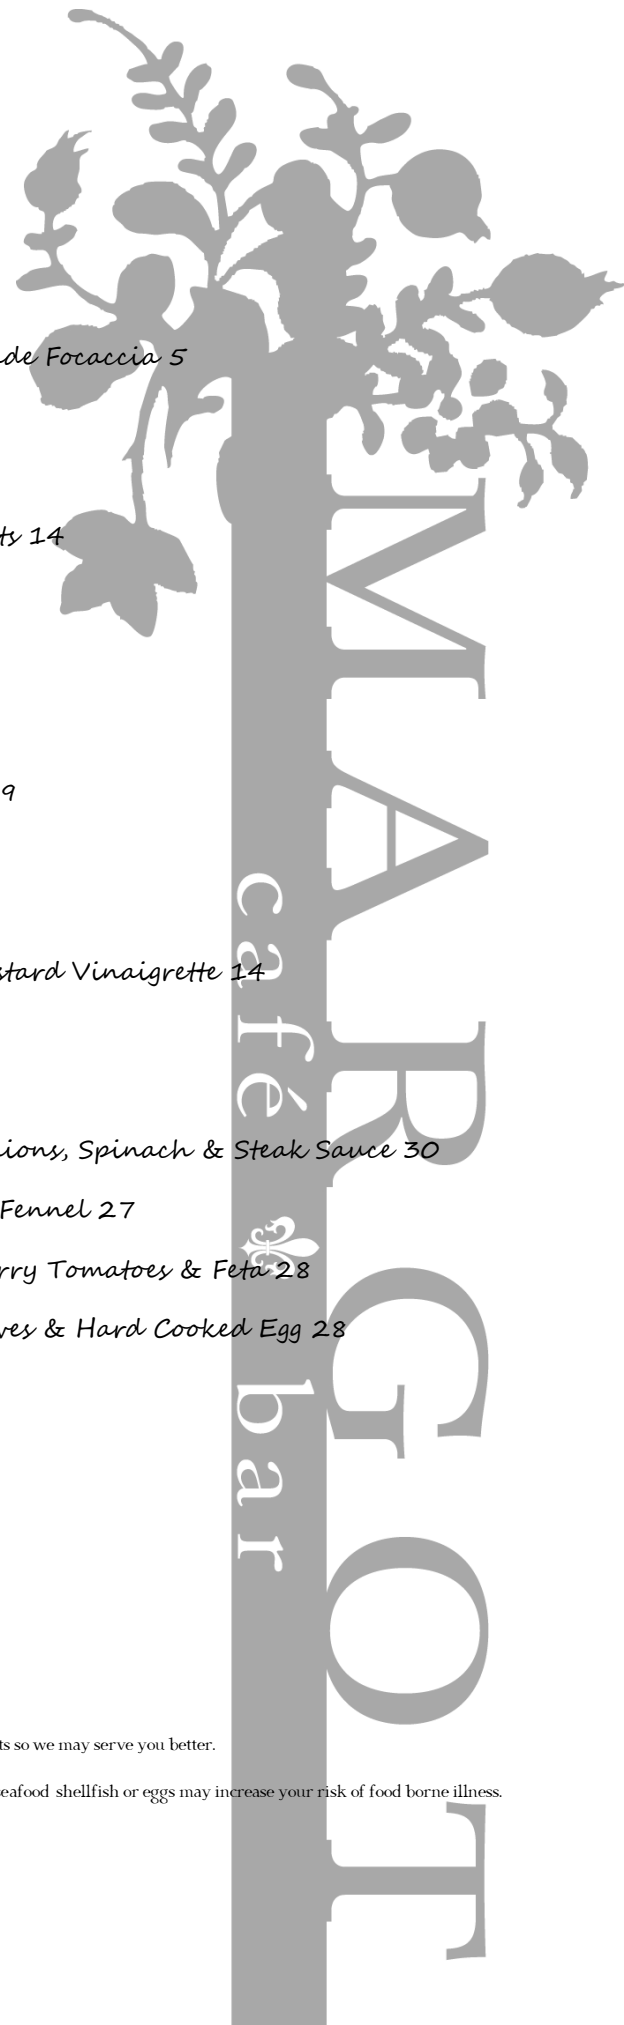 de Focaccia 5
ts 14
9
stard Vinaigrette 14
ions, Spinach & Steak Sauce 30
Fennel 27
rry Tomatoes & Feta 28
ves & Hard Cooked Egg 28
ts so we may serve you better.
eafood shellfish or eggs may increase your risk of food borne illness.
café bar
MARGOT